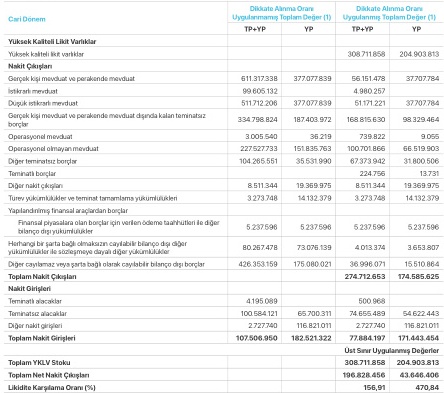 Cari Dönem
Dikkate Alınma Oranı Uygulanmamış Toplam Değer (1)
Dikkate Alınma Oranı Uygulanmış Toplam Değer (1)
TP+YP YP TP+YP YP
Yüksek Kaliteli Likit Varlıklar
Yüksek kaliteli likit varlıklar 308.711.858 204.903.813
Nakit Çıkışları
Gerçek kişi mevduat ve perakende mevduat 611.317.338 377.077.839 56.151.478 37.707.784
İstikrarlı mevduat 99.605.132 4.980.257
Düşük istikrarlı mevduat 511.712.206 377.077.839 51.171.221 37.707.784
Gerçek kişi mevduat ve perakende mevduat dışında kalan teminatsız
borçlar 334.798.824 187.403.972 168.815.630 98.329.464
Operasyonel mevduat 3.005.540 36.219 739.822 9.055
Operasyonel olmayan mevduat 227.527.733 151.835.763 100.701.866 66.519.903
Diğer teminatsız borçlar 104.265.551 35.531.990 67.373.942 31.800.506
Teminatlı borçlar 224.756 13.731
Diğer nakit çıkışları 8.511.344 19.369.975 8.511.344 19.369.975
Türev yükümlülükler ve teminat tamamlama yükümlülükleri 3.273.748 14.132.379 3.273.748 14.132.379
Yapılandırılmış finansal araçlardan borçlar
Finansal piyasalara olan borçlar için verilen ödeme taahhütleri ile diğer
bilanço dışı yükümlülükler 5.237.596 5.237.596 5.237.596 5.237.596
Herhangi bir şarta bağlı olmaksızın cayılabilir bilanço dışı diğer
yükümlülükler ile sözleşmeye dayalı diğer yükümlülükler 80.267.478 73.076.139 4.013.374 3.653.807
Diğer cayılamaz veya şarta bağlı olarak cayılabilir bilanço dışı borçlar 426.353.159 175.080.021 36.996.071 15.510.864
Toplam Nakit Çıkışları 274.712.653 174.585.625
Nakit Girişleri
Teminatlı alacaklar 4.195.089 500.968
Teminatsız alacaklar 100.584.121 65.700.311 74.655.489 54.622.443
Diğer nakit girişleri 2.727.740 116.821.011 2.727.740 116.821.011
Toplam Nakit Girişleri 107.506.950 182.521.322 77.884.197 171.443.454
Üst Sınır Uygulanmış Değerler
Toplam YKLV Stoku 308.711.858 204.903.813
Toplam Net Nakit Çıkışları 196.828.456 43.646.406
Likidite Karşılama Oranı (%) 156,91 470,84